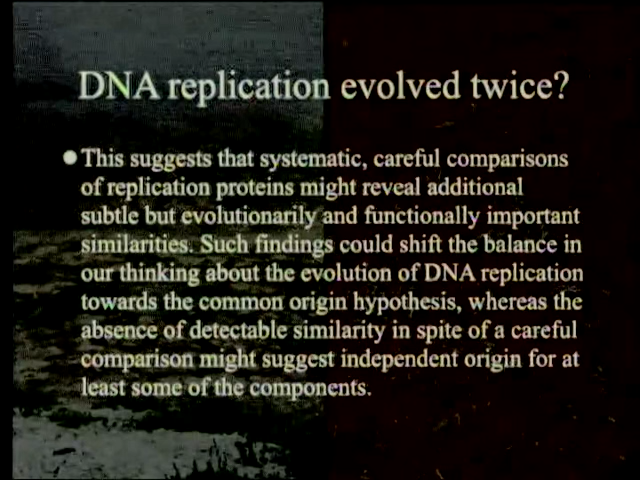 DNA replication evolved twice?
This suggests that systematic, careful comparisons
of replication proteins might reveal additional
subtle but evolutionarily and functionally important
similarities. Such findings could shift the balance in
our thinking about the evolution of DNA replication
towards the common origin hypothesis, whereas the
absence of detectable similarity in spite of a careful
comparison might suggest independent origin for at
least some of the components.